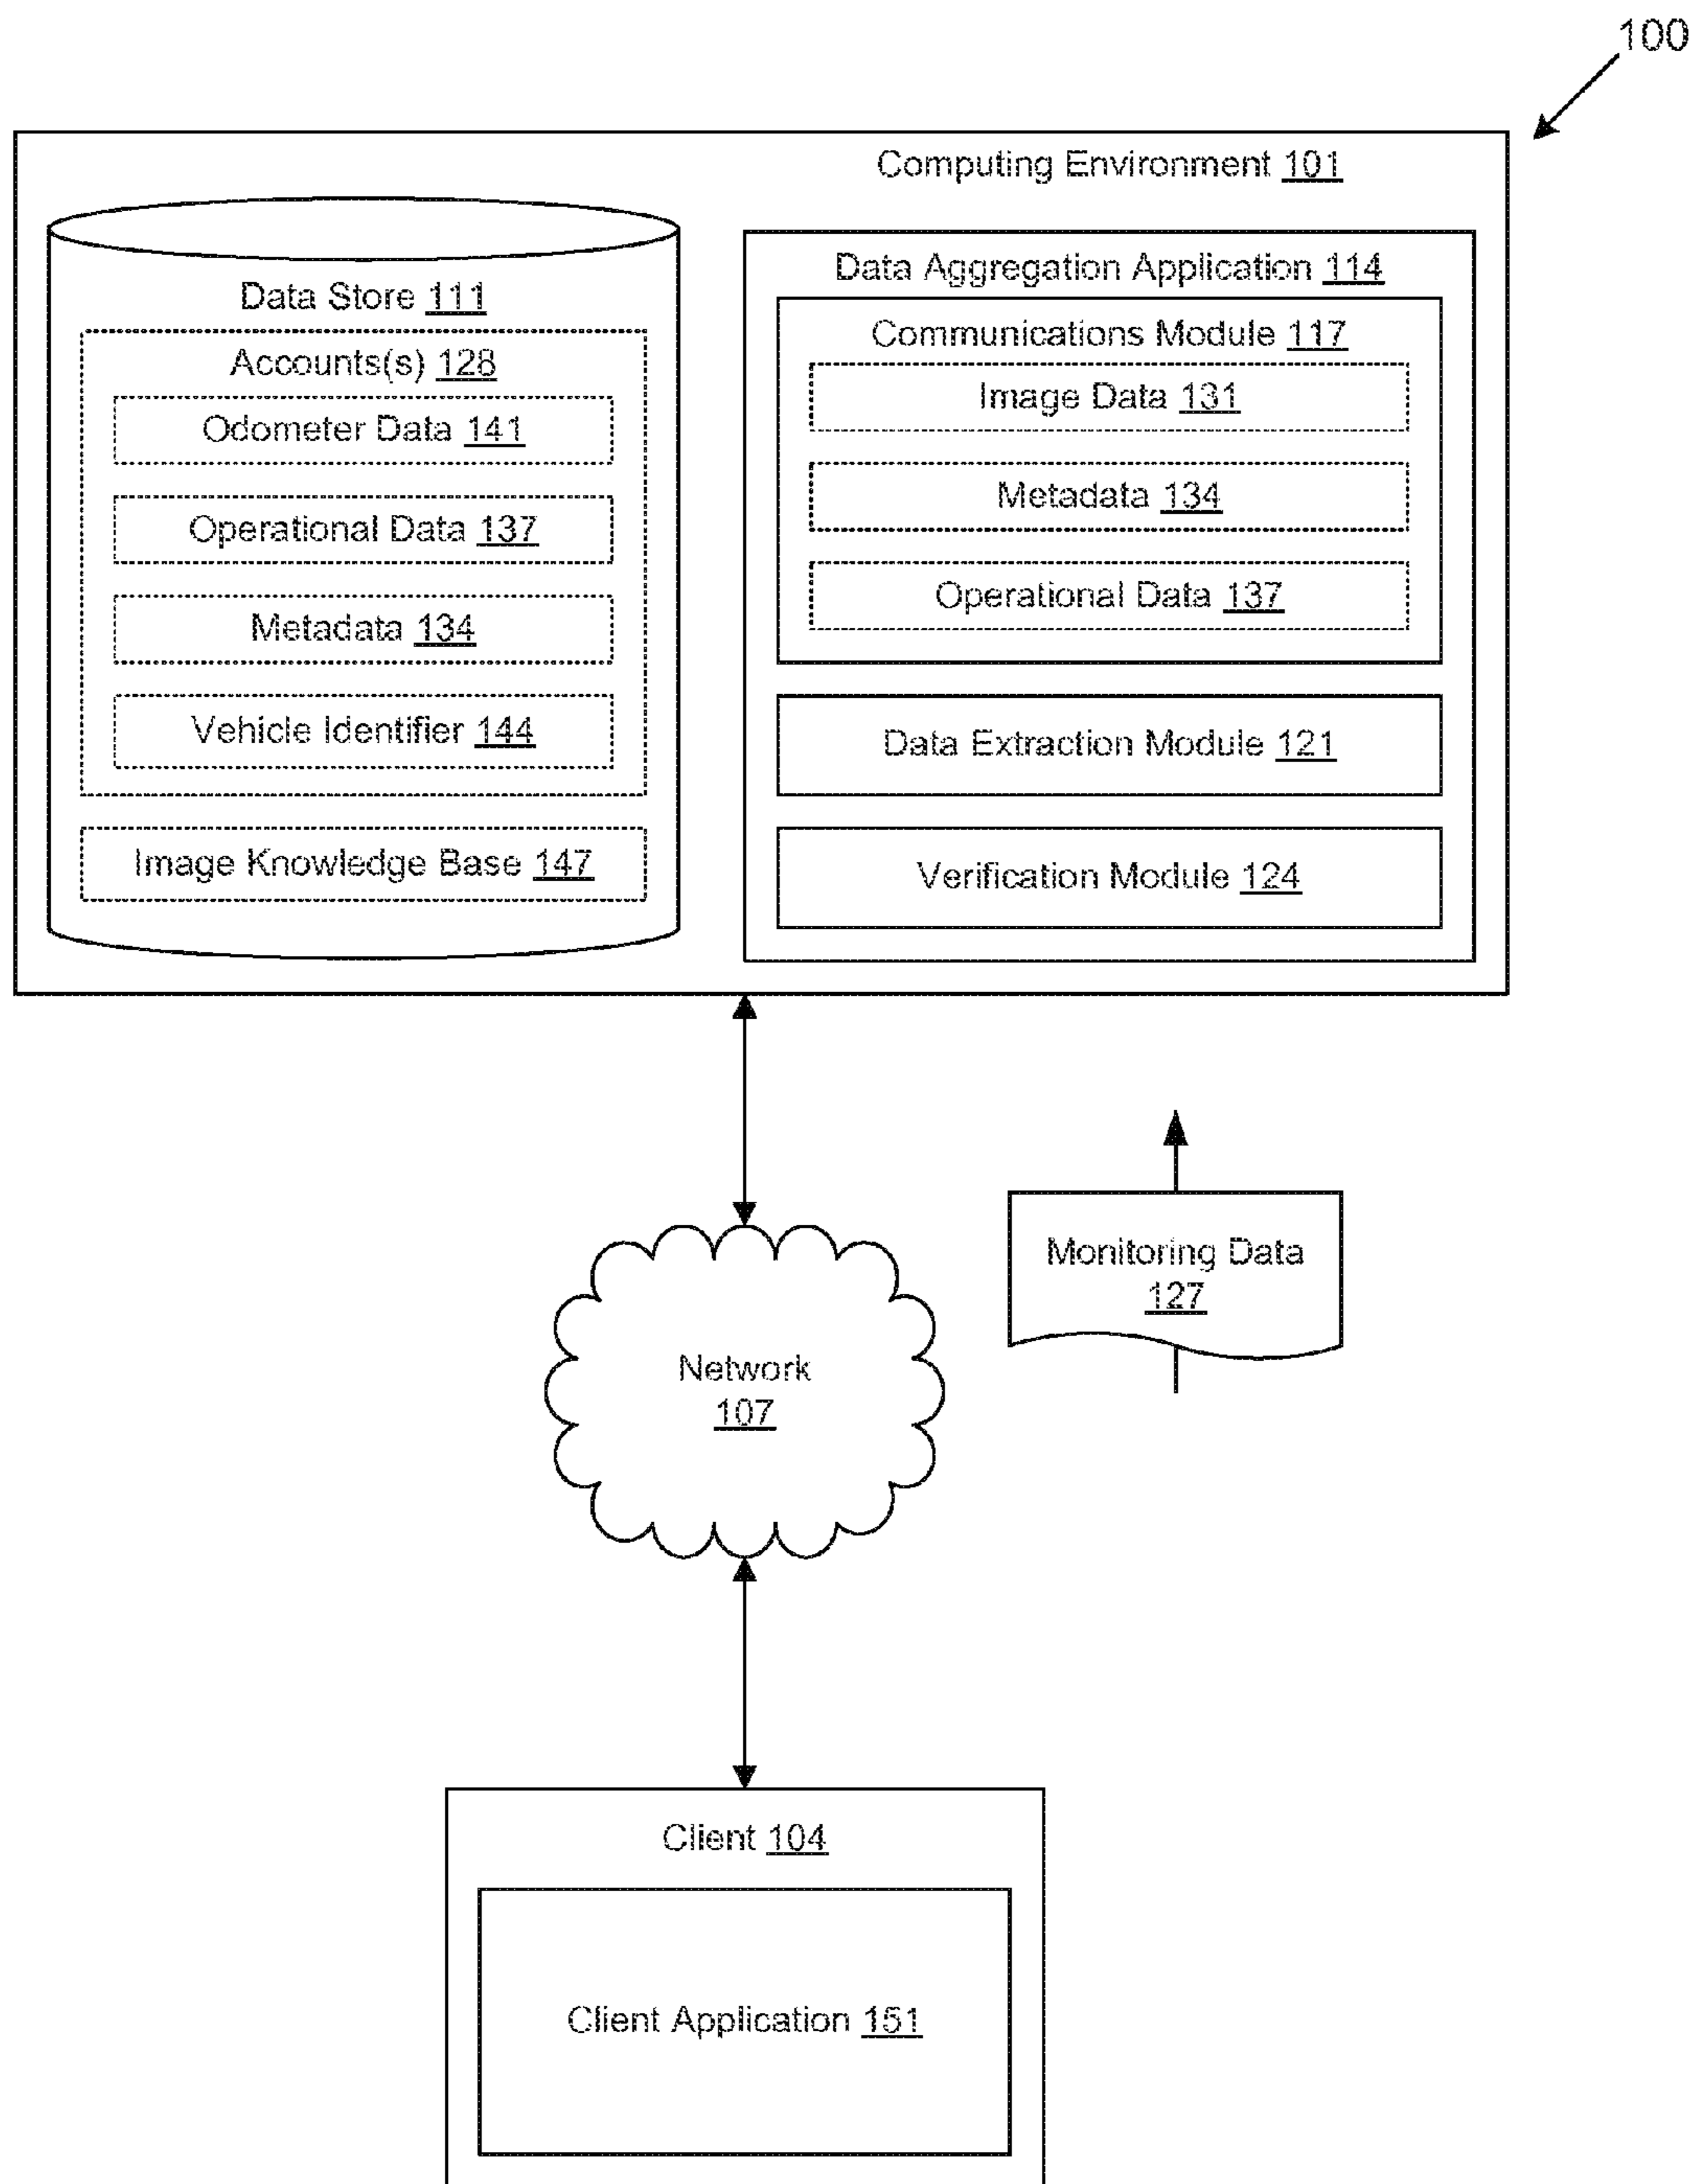 100
Computing Environment 101
Data Store 111
Accounts(s) 128
Odometer Data 141
Operational Data 137
Metadata 134
Vehicle Identifier 144
Image Knowledge Base 147
Data Aggregation Application 114
Communications Module 117
Image Data 131
Metadata 134
Operational Data 137
Data Extraction Module 121
Verification Module 124
Monitoring Data
127
Network
107
Client 104
Client Application 151